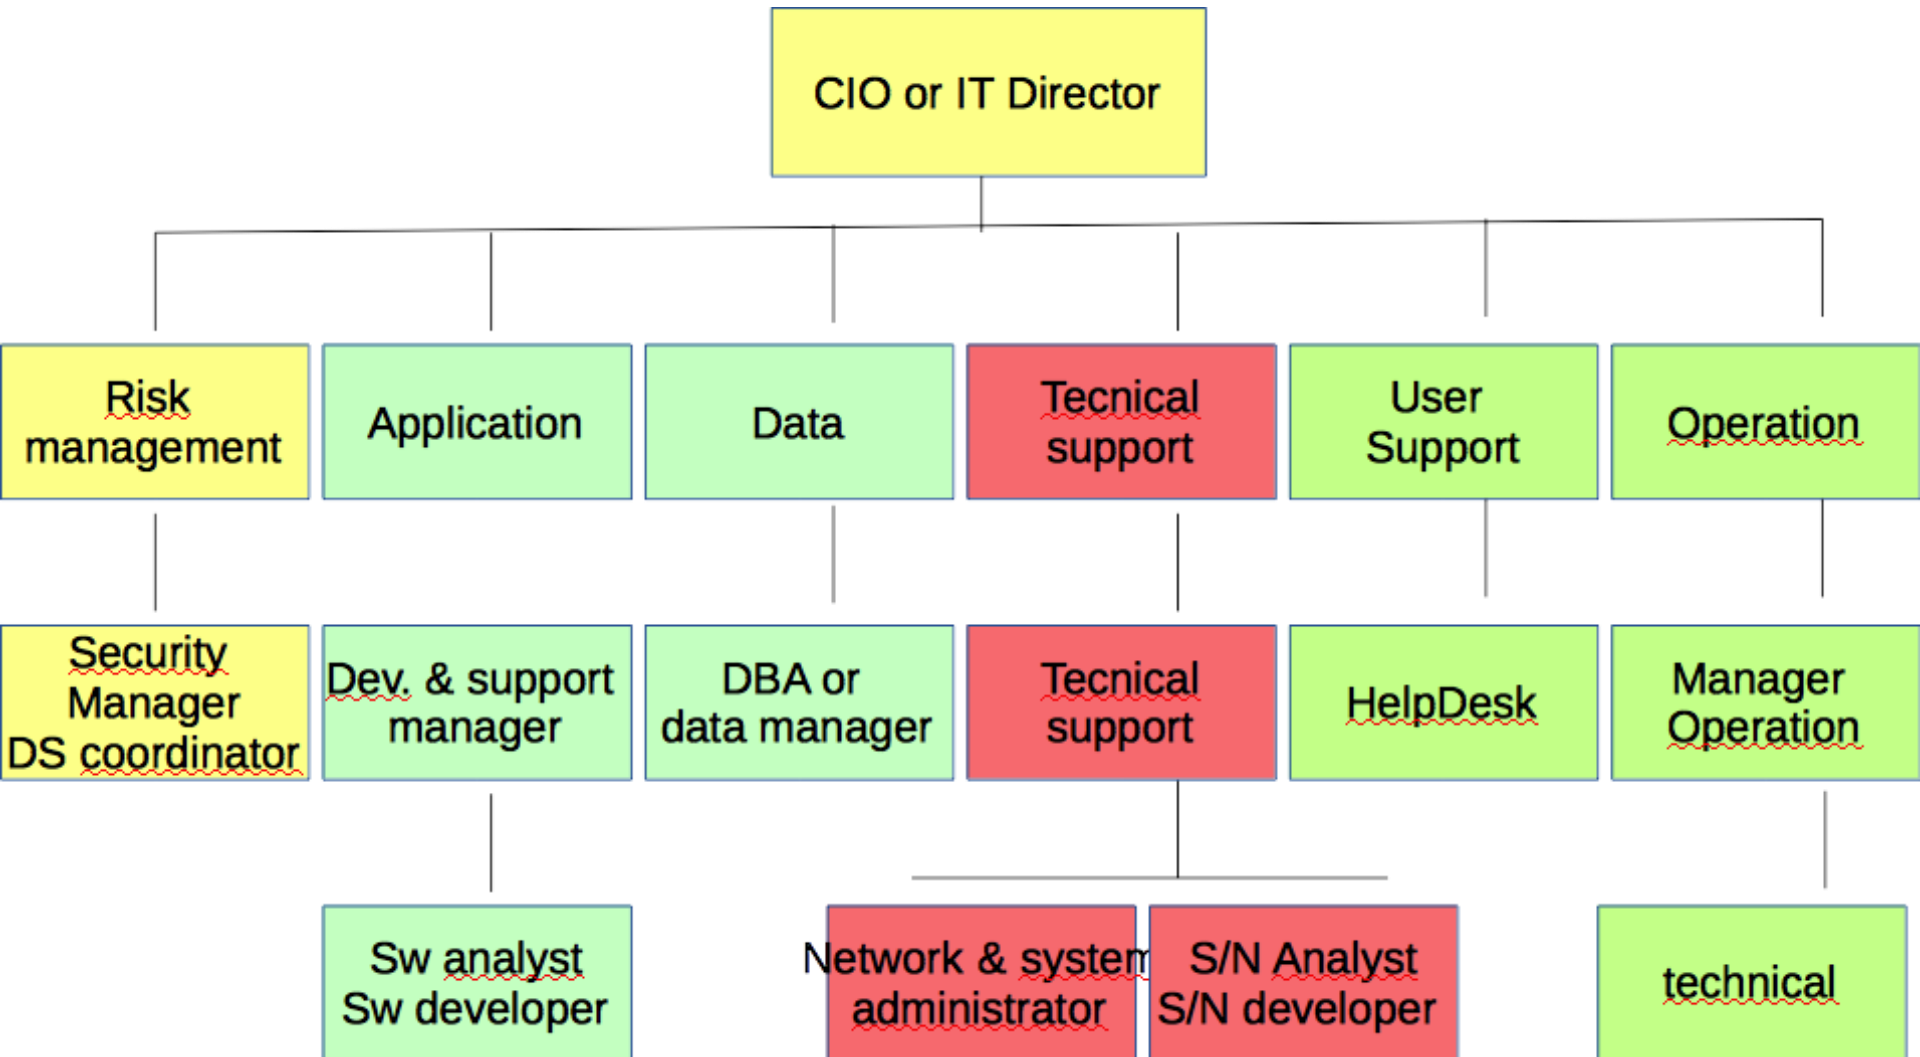 CIO or IT Director
Risk
management
Application
Data
Tecnical
support
User
Support
Operation
Security
Manager
DS coordinator
Dev. & support
manager
DBA or
data manager
Tecnical
support
HelpDesk
Manager
Operation
Sw analyst
Sw developer
Network & system
administrator
S/N Analyst
S/N developer
technical